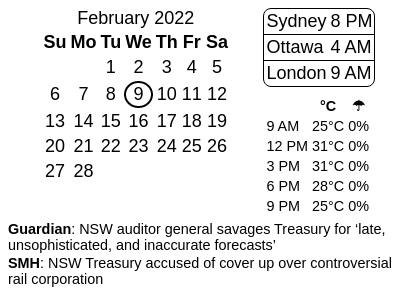 February 2022
Su Mo Tu We Th Fr Sa
1 2 3 4 5
6 7 8 9 10 11 12
13 14 15 16 17 18 19
20 21 22 23 24 25 26
27 28
Sydney 8 PM
Ottawa 4 AM
London 9 AM
°C ☂
9 AM 25°C 0%
12 PM 31°C 0%
3 PM 31°C 0%
6 PM 28°C 0%
9 PM 25°C 0%
Guardian: NSW auditor general savages Treasury for ‘late,
unsophisticated, and inaccurate forecasts’
SMH: NSW Treasury accused of cover up over controversial
rail corporation